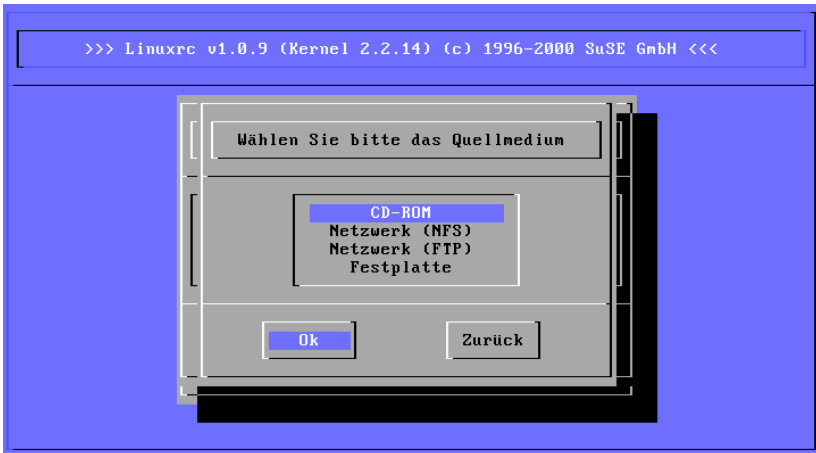 >>> Linuxrc v1.0.9 (Kernel 2.2.14) (c) 1996-2000 SuSE GmbH <<<
Wählen Sie bitte das Quellmedium
CD-ROM
Netzwerk (NFS)
Netzwerk (FTP)
Festplatte
Ok Zurück